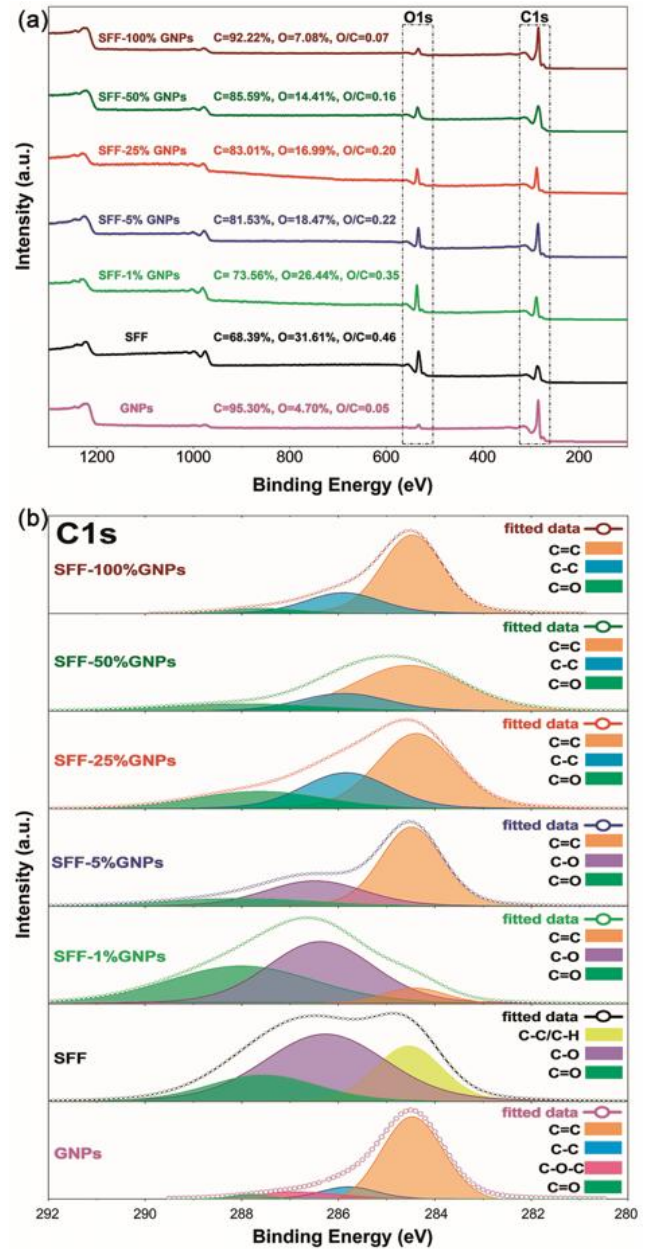 (a)
O1s C1s
SFF-100% GNPs C=92.22%, O=7.08%, O/C=0.07
SFF-50% GNPs C=85.59%, O=14.41%, O/C=0.16
SFF-25% GNPs C=83.01%, O=16.99%, O/C=0.20
SFF-5% GNPs C=81.53%, O=18.47%, O/C=0.22
SFF-1% GNPs C= 73.56%, O=26.44%, O/C=0.35
SFF C=68.39%, O=31.61%, O/C=0.46
GNPs C=95.30%, O=4.70%, O/C=0.05
Intensity (a.u.)
1200 1000 800 600 400 200
Binding Energy (eV)
(b)
C1s
SFF-100%GNPs
fitted data
C=C
C-C
C=O
SFF-50%GNPs
fitted data
C=C
C-C
C=O
SFF-25%GNPs
fitted data
C=C
C-C
C=O
SFF-5%GNPs
fitted data
C=C
C-O
C=O
SFF-1%GNPs
fitted data
C=C
C-O
C=O
SFF
fitted data
C-C/C-H
C-O
C=O
GNPs
fitted data
C=C
C-C
C-O-C
C=O
Intensity (a.u.)
292 290 288 286 284 282 280
Binding Energy (eV)